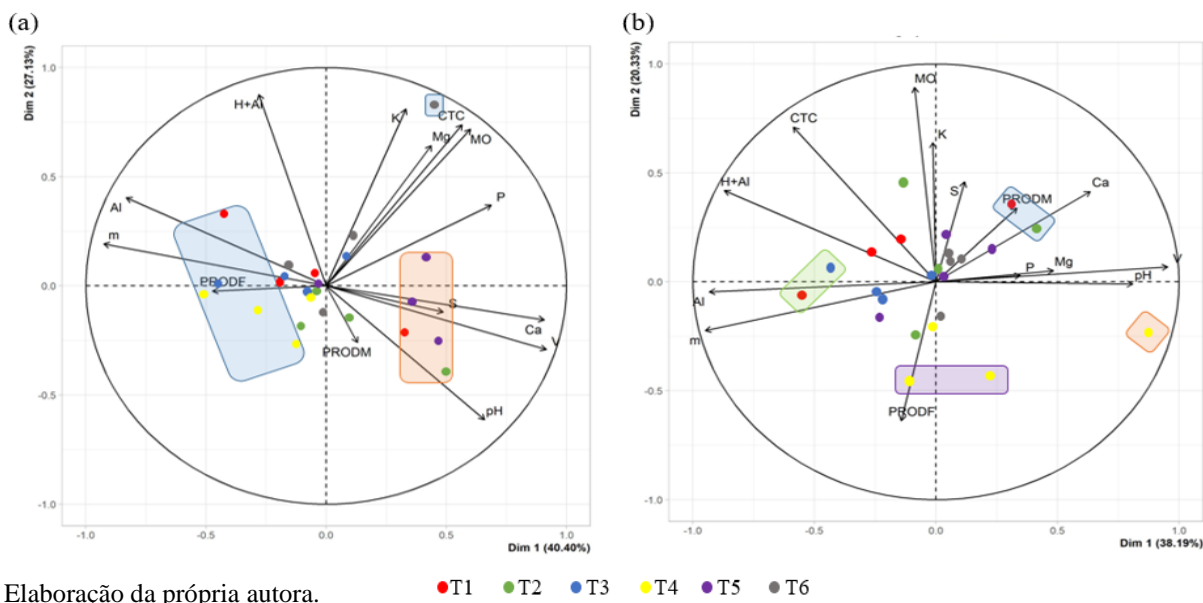 (a)
(b)
Dim 2 (27.13%)
1.0
0.5
0.0
-0.5
-1.0
H+Al
K
CTC
Mg
MO
P
Al
m
PRODF
S
Ca
V
PRODM
pH
-1.0
-0.5
0.0
0.5
1.0
Dim 1 (40.40%)
Dim 2 (20.33%)
1.0
0.5
0.0
-0.5
-1.0
MO
CTC
K
H+Al
S
Ca
PRODM
P
Mg
pH
Al
m
PRODF
-1.0
-0.5
0.0
0.5
1.0
Dim 1 (38.19%)
Elaboração da própria autora.
T1 T2 T3 T4 T5 T6